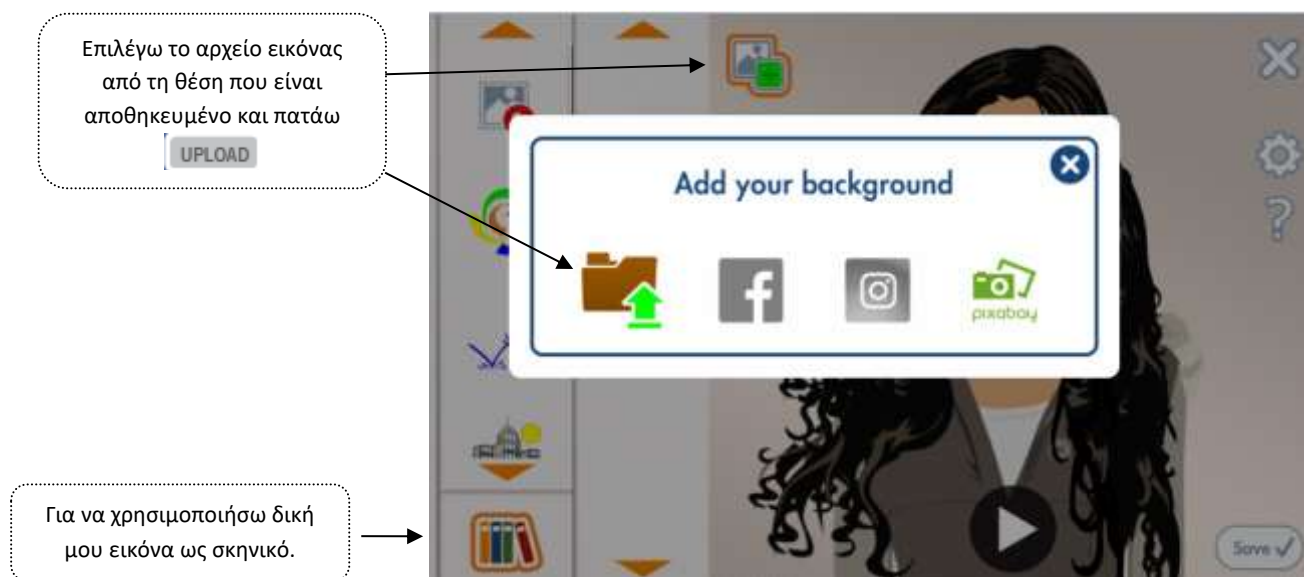 Επιλέγω το αρχείο εικόνας
από τη θέση που είναι
αποθηκευμένο και πατάω
UPLOAD
Add your background
pixabay
Για να χρησιμοποιήσω δική
μου εικόνα ως σκηνικό.
Save